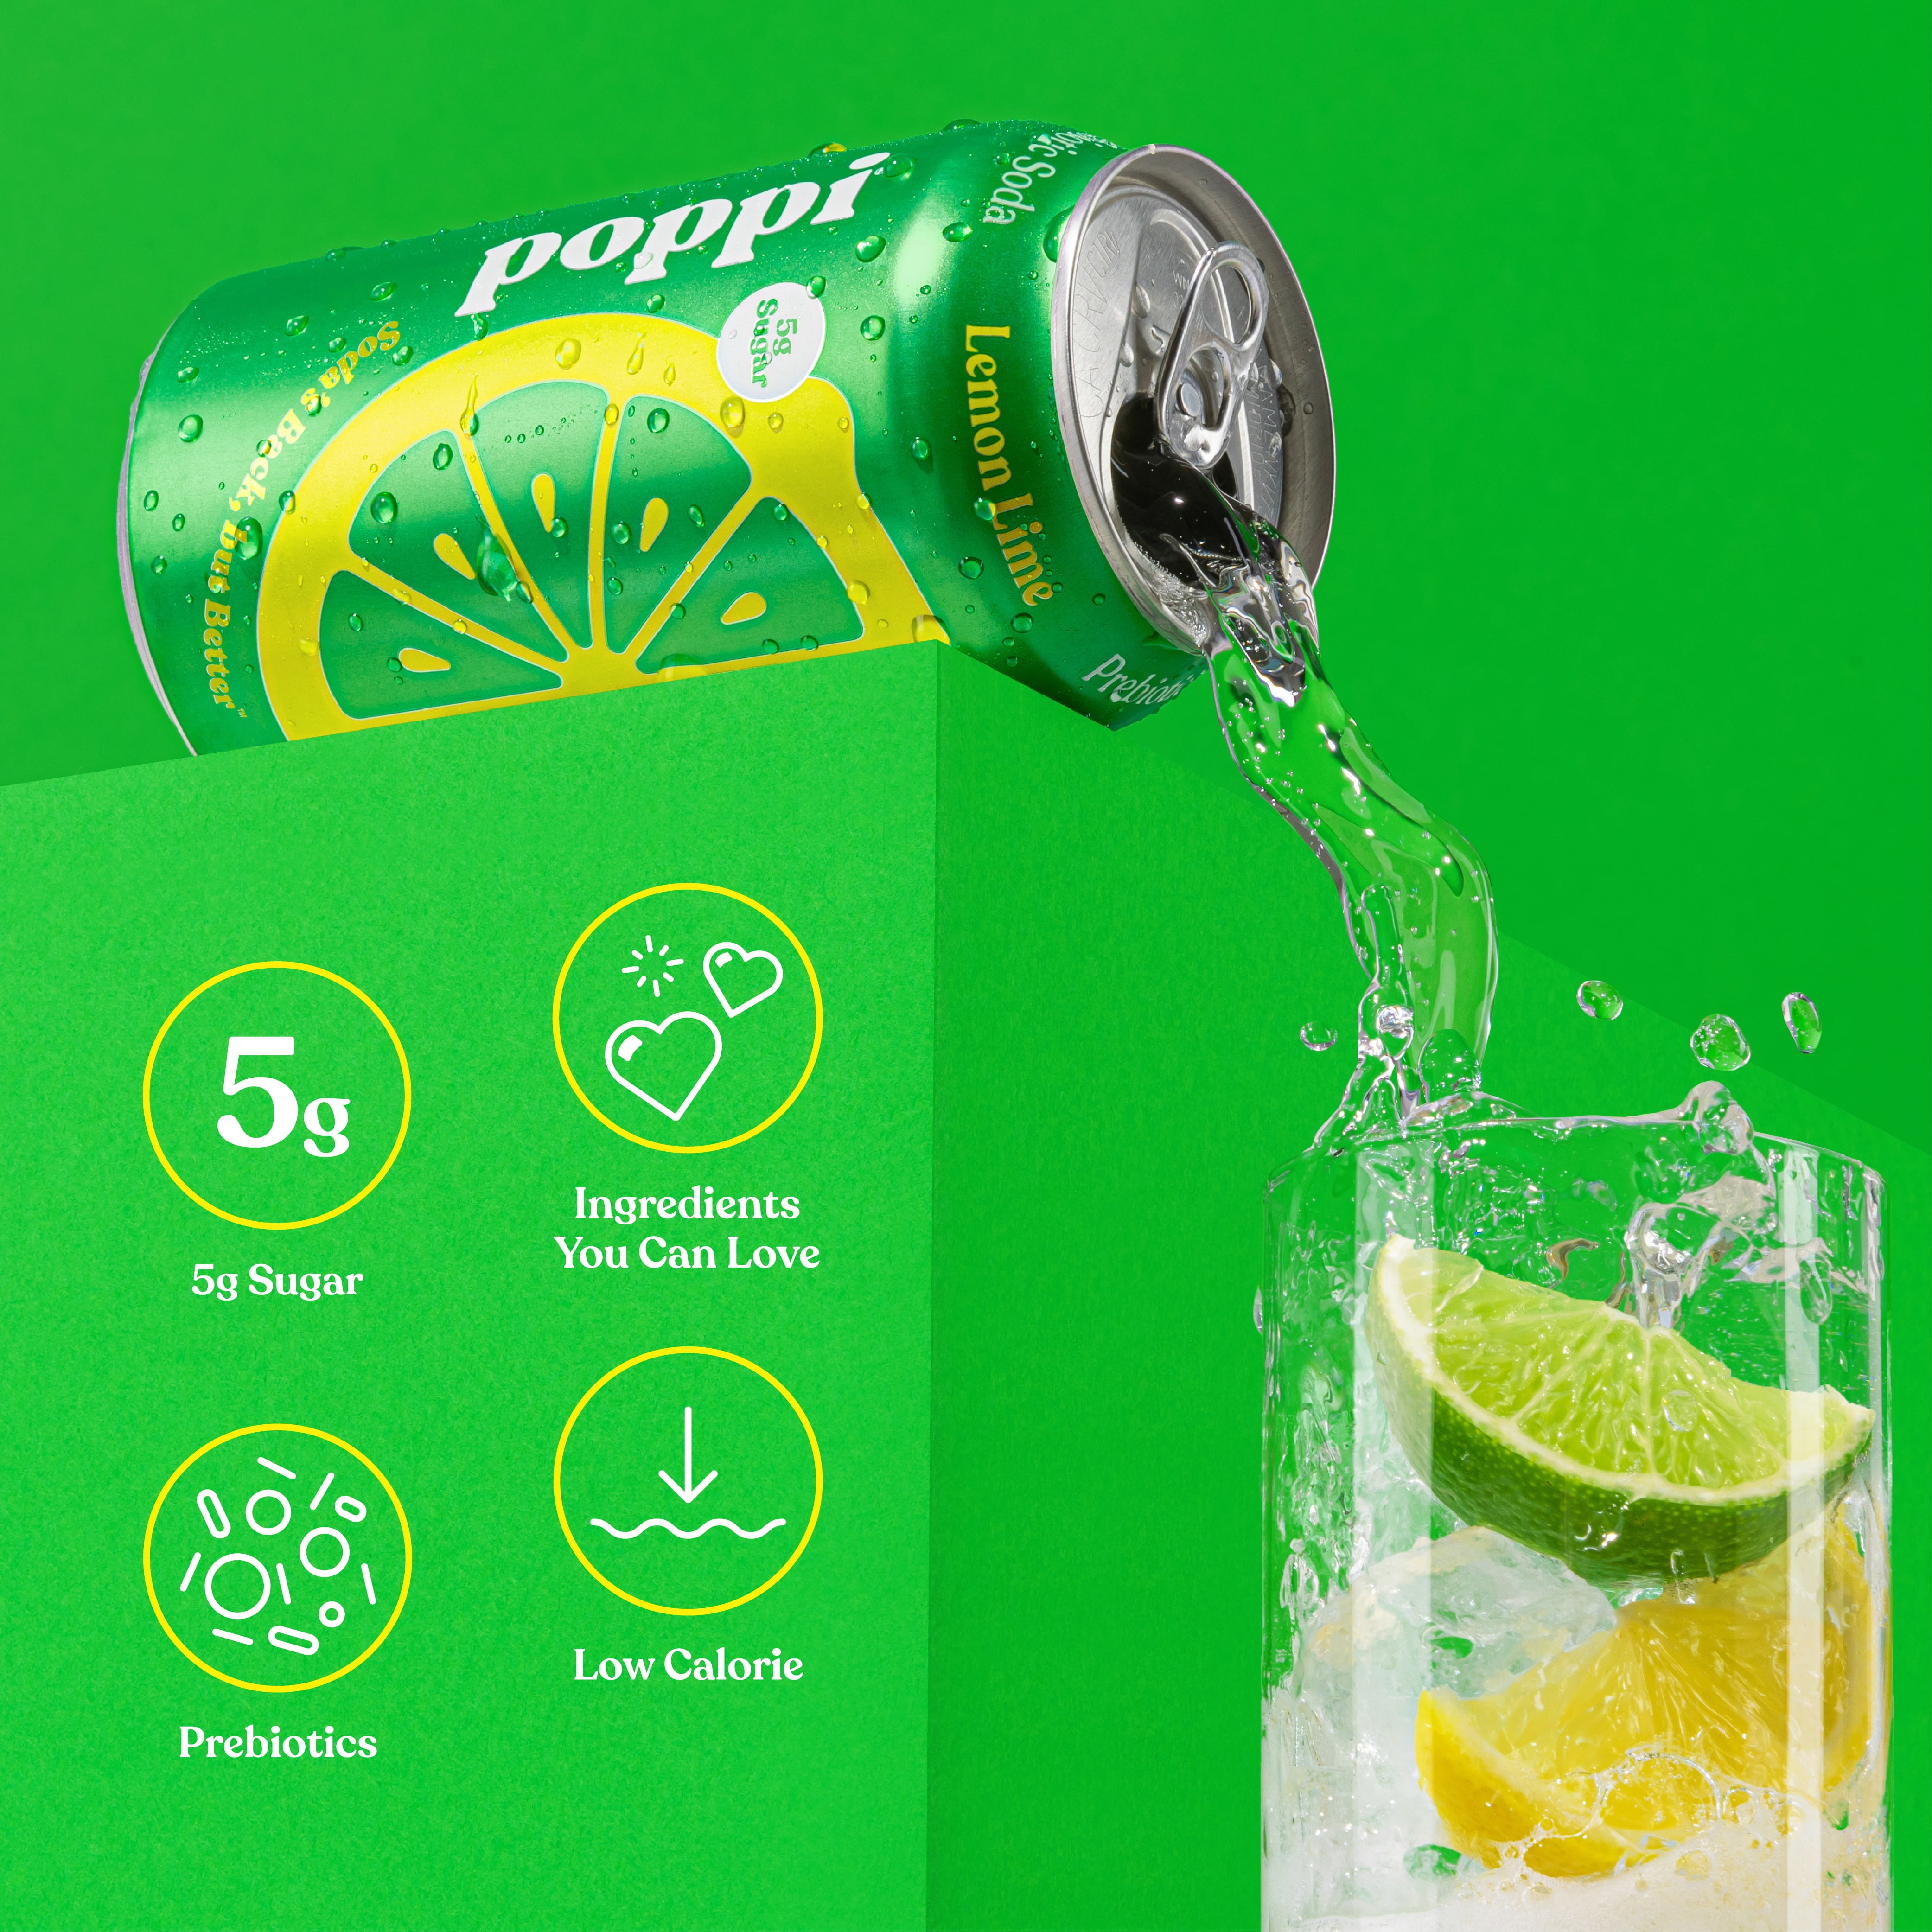 poppi
5g
Sugar
Soda's Back, but Better™
Lemon Lime
Soda
5g
5g Sugar
Ingredients
You Can Love
Prebiotics
Low Calorie